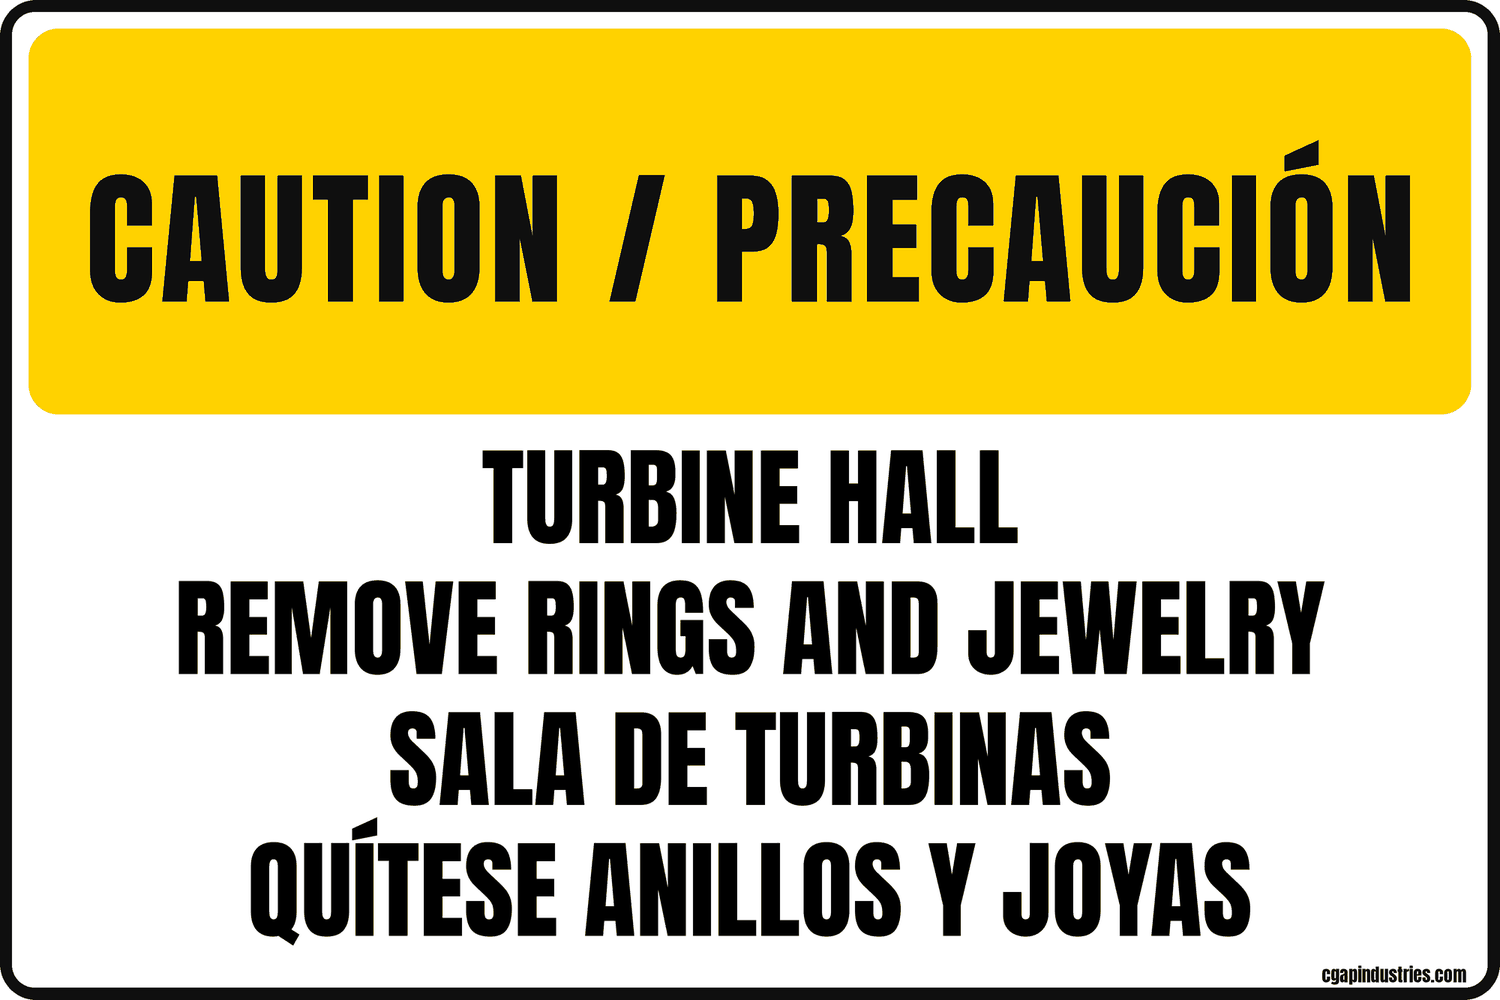 CAUTION / PRECAUCIÓN
TURBINE HALL
REMOVE RINGS AND JEWELRY
SALA DE TURBINAS
QUÍTESE ANILLOS Y JOYAS
cgapindustries.com